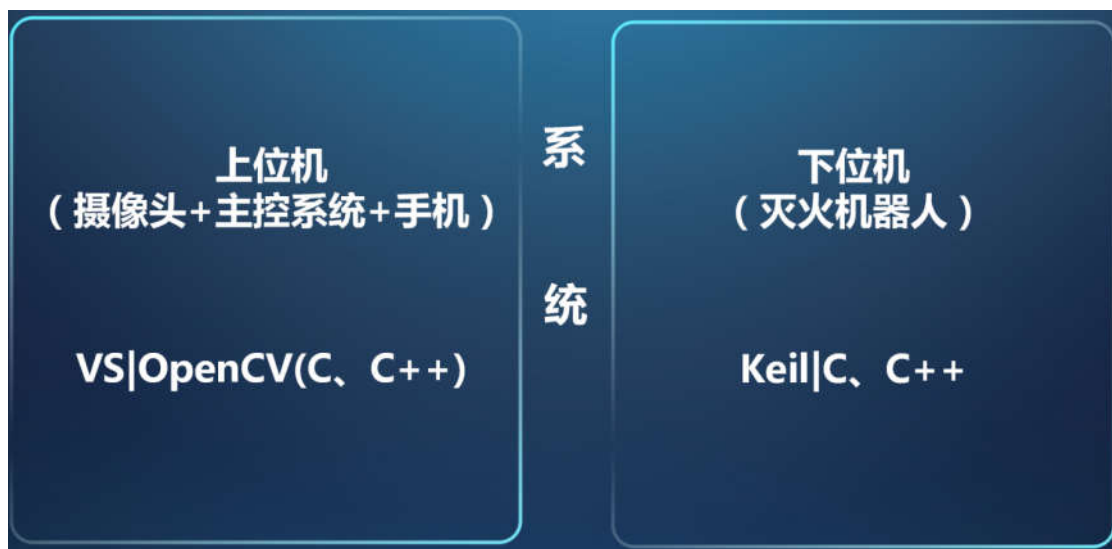 上位机
（摄像头+主控系统+手机）
VS|OpenCV(C、C++)
系
统
下位机
（灭火机器人）
Keil|C、C++